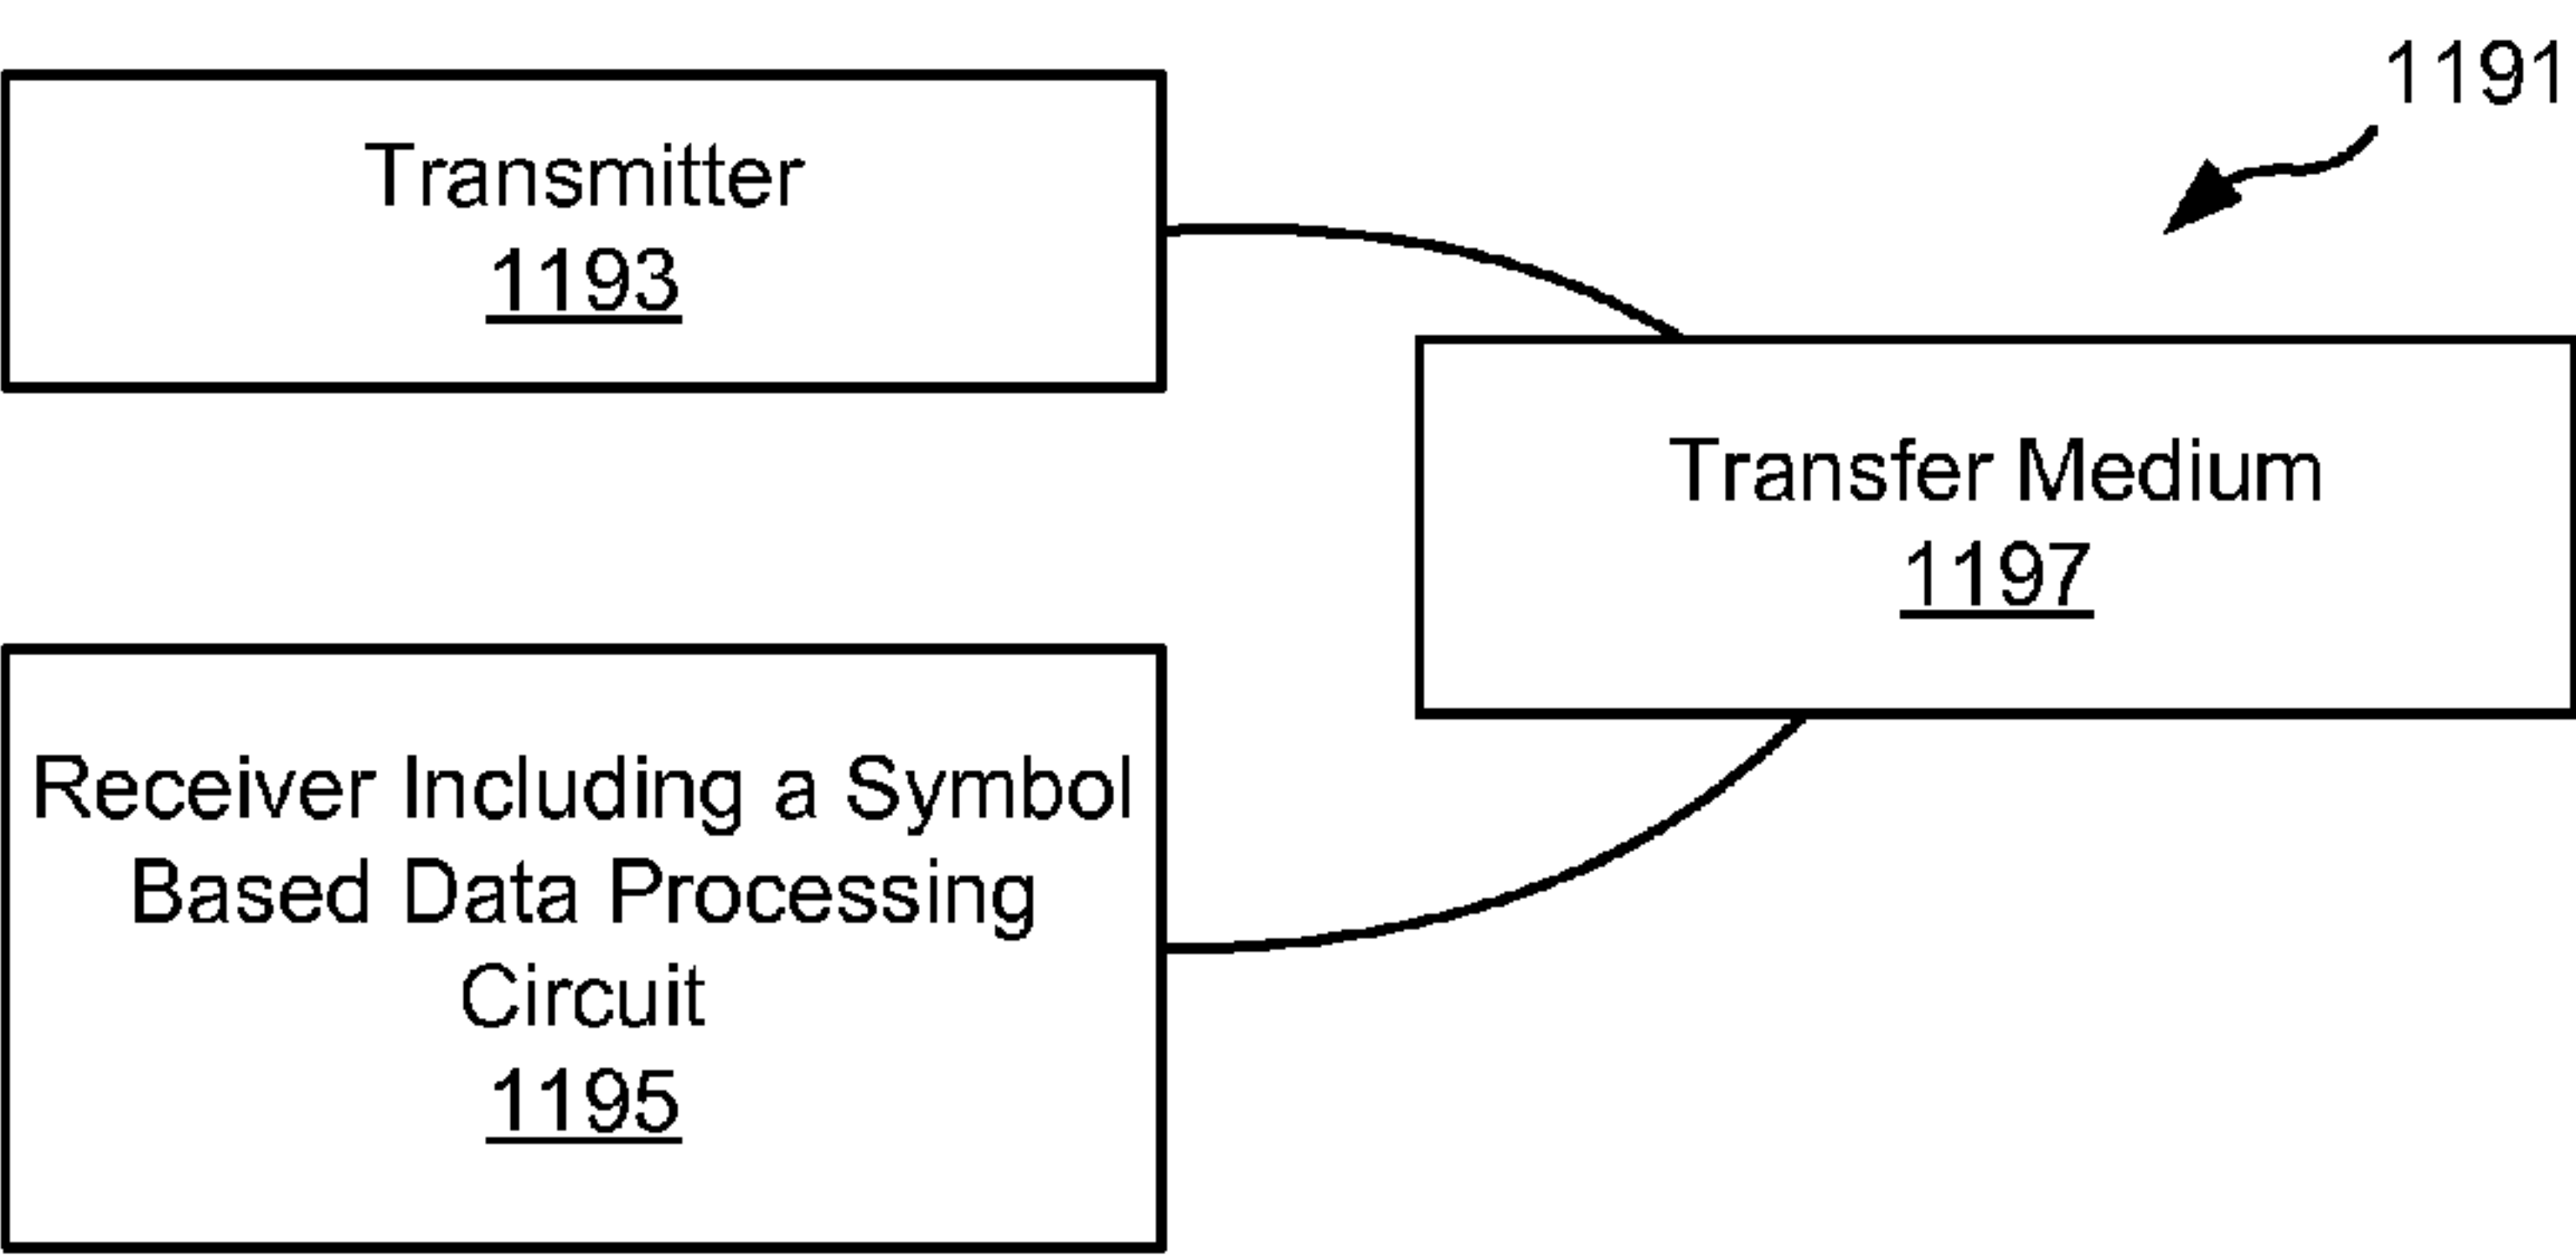 1191
Transmitter
1193
Transfer Medium
1197
Receiver Including a Symbol
Based Data Processing
Circuit
1195